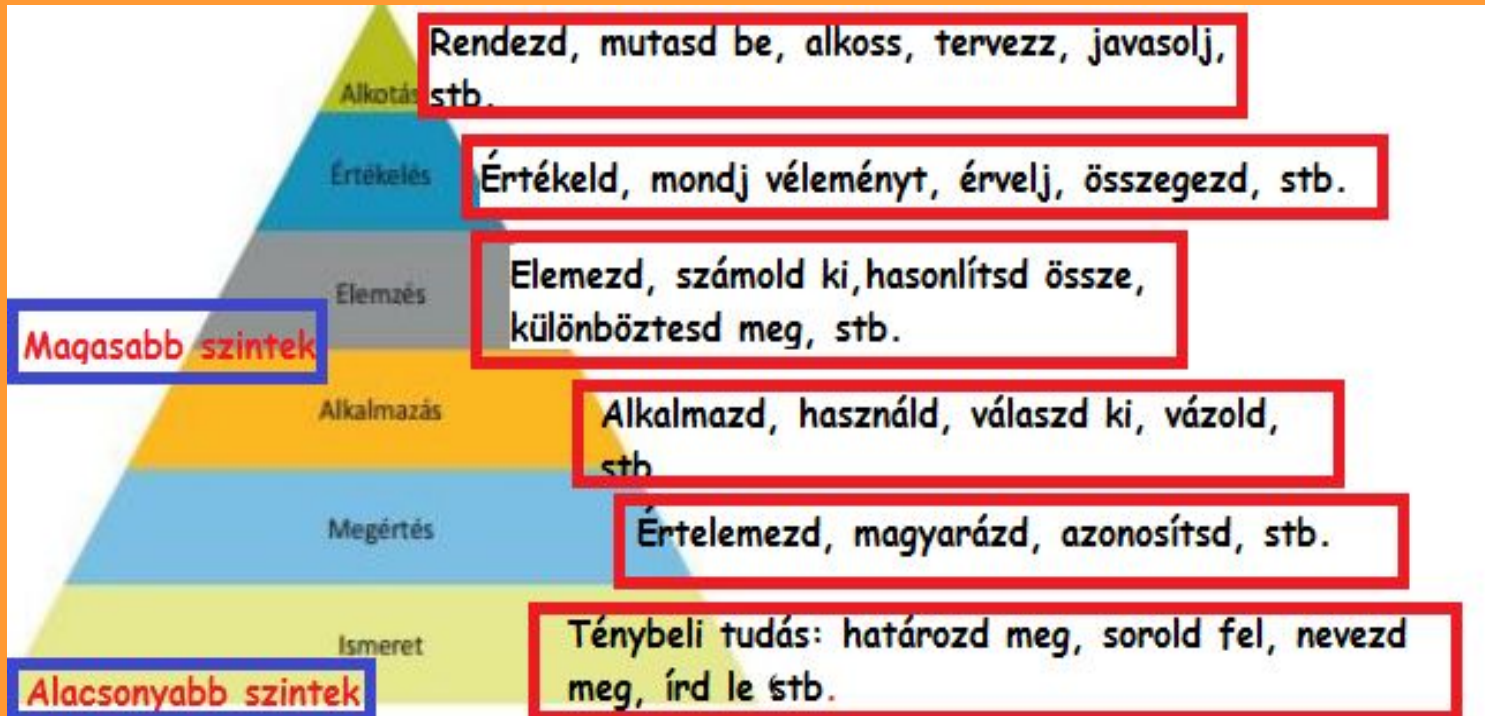 Rendezd, mutasd be, alkoss, tervezz, javasolj,
Alkotás
stb.
Értékelés
Értékeld, mondj véleményt, érvelj, összegezd, stb.
Elemzés
Elemezd, számold ki,hasonlítsd össze,
különböztesd meg, stb.
Magasabb szintek
Alkalmazás
Alkalmazd, használd, válaszd ki, vázold,
stb
Megértés
Értelemezd, magyarázd, azonosítsd, stb.
Ismeret
Ténybeli tudás: határozd meg, sorold fel, nevezd
meg, írd le stb.
Alacsonyabb szintek